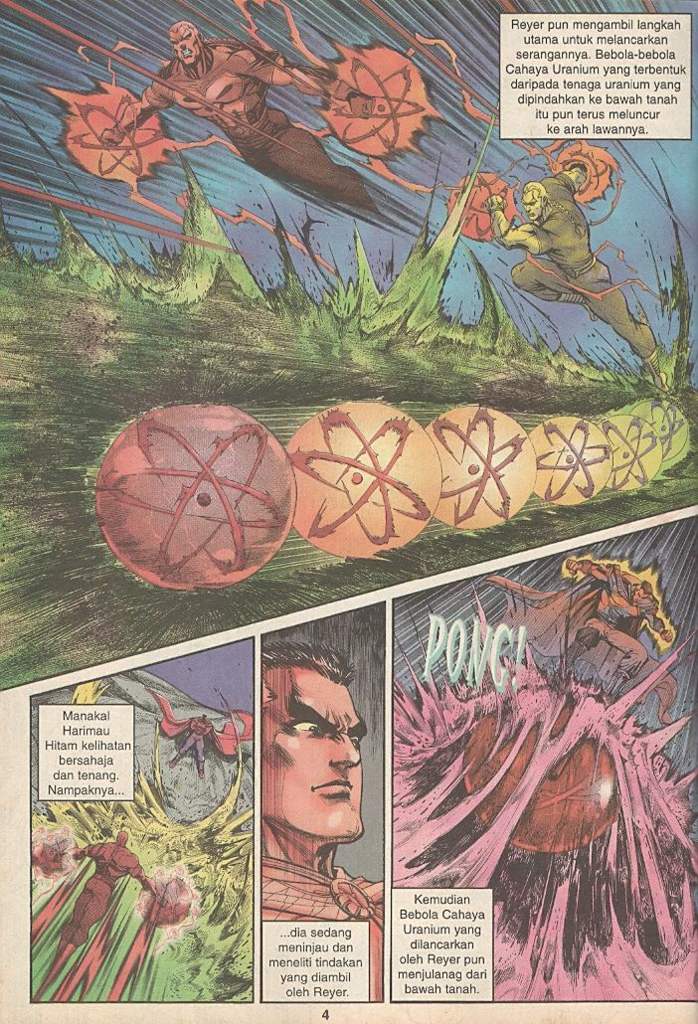 Reyer pun mengambil langkah
utama untuk melancarkan
serangannya. Bebola-bebola
Cahaya Uranium yang terbentuk
daripada tenaga uranium yang
dipindahkan ke bawah tanah
itu pun terus meluncur
ke arah lawannya.
Manakal
Harimau
Hitam kelihatan
bersahaja
dan tenang.
Nampaknya...
...dia sedang
meninjau dan
meneliti tindakan
yang diambil
oleh Reyer.
PONG!
Kemudian
Bebola Cahaya
Uranium yang
dilancarkan
oleh Reyer pun
menjulanag dari
bawah tanah.
4